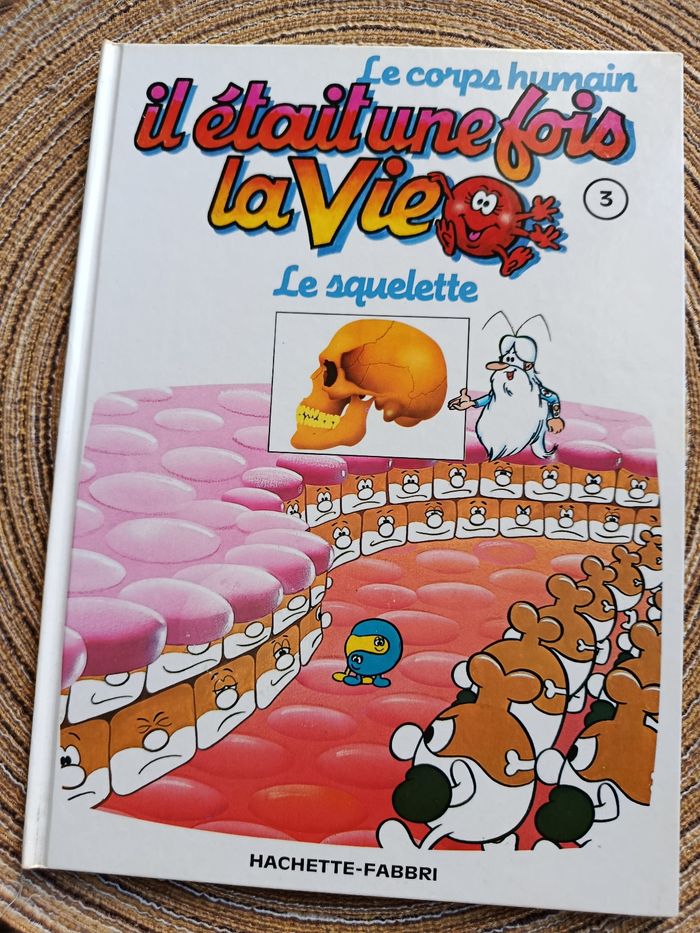 Le corps humain
il était une fois
la Vie
3
Le squelette
HACHETTE-FABBRI